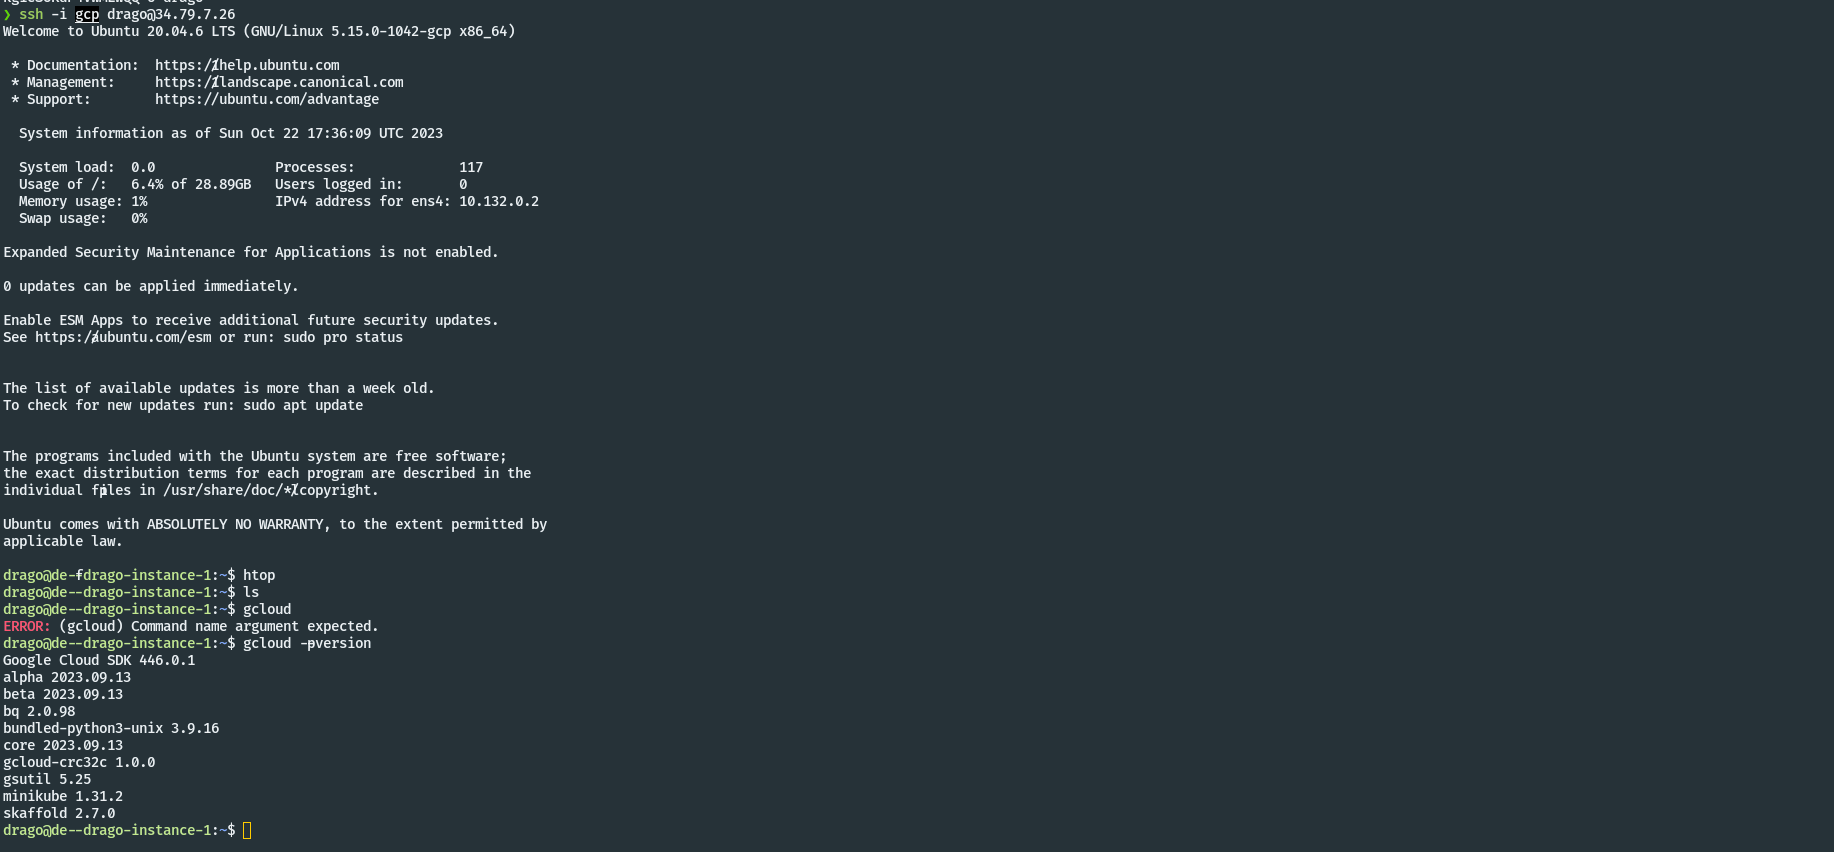 ❯ ssh -i gcp drago@34.79.7.26
Welcome to Ubuntu 20.04.6 LTS (GNU/Linux 5.15.0-1042-gcp x86_64)
* Documentation:  https://help.ubuntu.com
* Management:     https://landscape.canonical.com
* Support:        https://ubuntu.com/advantage
System information as of Sun Oct 22 17:36:09 UTC 2023
System load:  0.0               Processes:             117
Usage of /:   6.4% of 28.89GB   Users logged in:       0
Memory usage: 1%                IPv4 address for ens4: 10.132.0.2
Swap usage:   0%
Expanded Security Maintenance for Applications is not enabled.
0 updates can be applied immediately.
Enable ESM Apps to receive additional future security updates.
See https://ubuntu.com/esm or run: sudo pro status
The list of available updates is more than a week old.
To check for new updates run: sudo apt update
The programs included with the Ubuntu system are free software;
the exact distribution terms for each program are described in the
individual files in /usr/share/doc/*/copyright.
Ubuntu comes with ABSOLUTELY NO WARRANTY, to the extent permitted by
applicable law.
drago@de--drago-instance-1:~$ htop
drago@de--drago-instance-1:~$ ls
drago@de--drago-instance-1:~$ gcloud
ERROR: (gcloud) Command name argument expected.
drago@de--drago-instance-1:~$ gcloud --version
Google Cloud SDK 446.0.1
alpha 2023.09.13
beta 2023.09.13
bq 2.0.98
bundled-python3-unix 3.9.16
core 2023.09.13
gcloud-crc32c 1.0.0
gsutil 5.25
minikube 1.31.2
skaffold 2.7.0
drago@de--drago-instance-1:~$